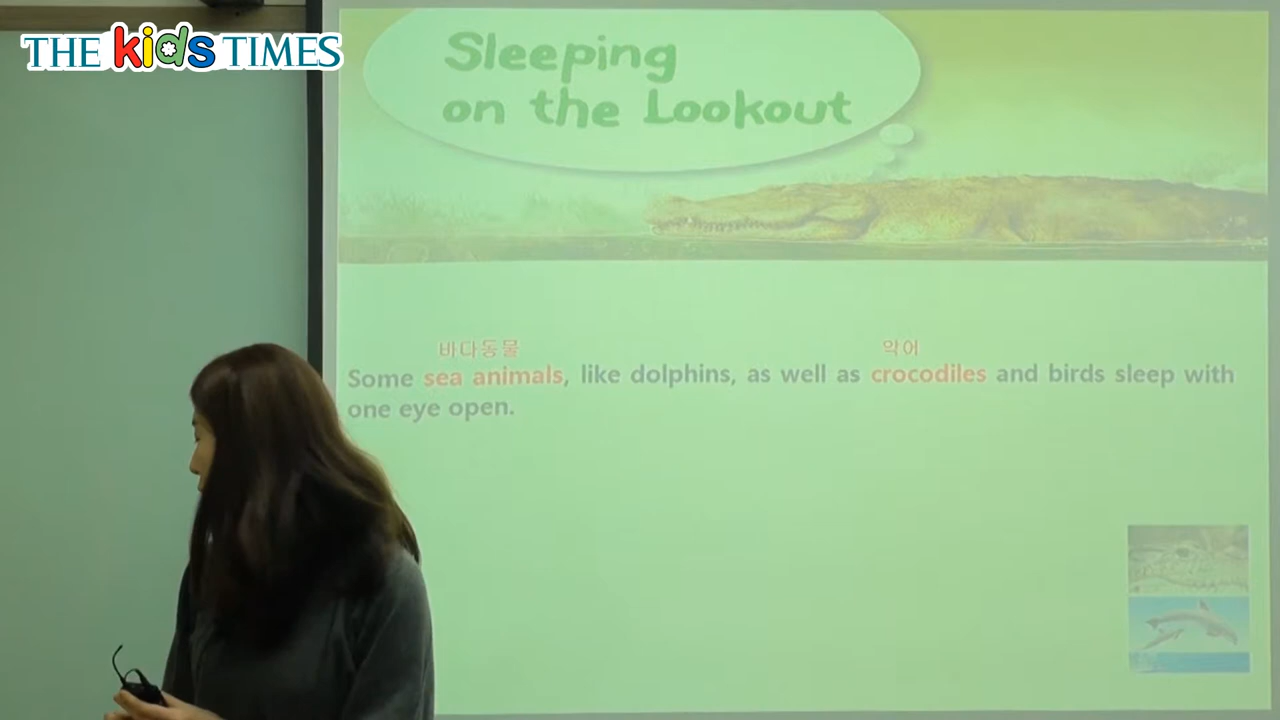 THE kids TIMES
Sleeping
on the Lookout
바다동물 악어
Some sea animals, like dolphins, as well as crocodiles and birds sleep with
one eye open.